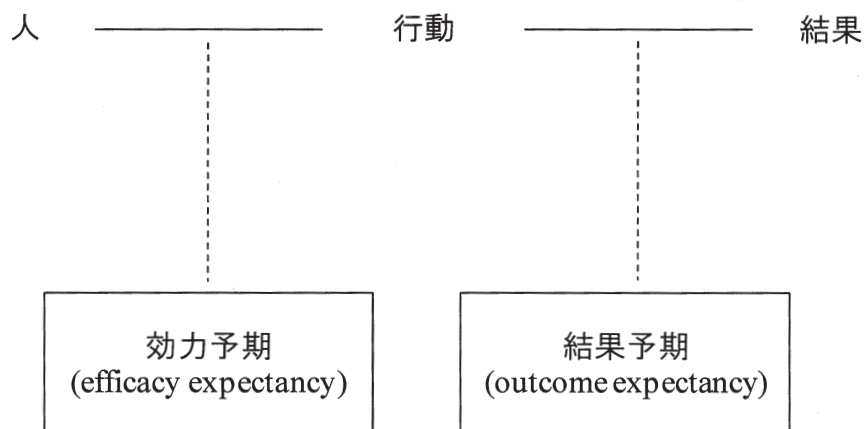 人 行動 結果
効力予期
(efficacy expectancy)
結果予期
(outcome expectancy)